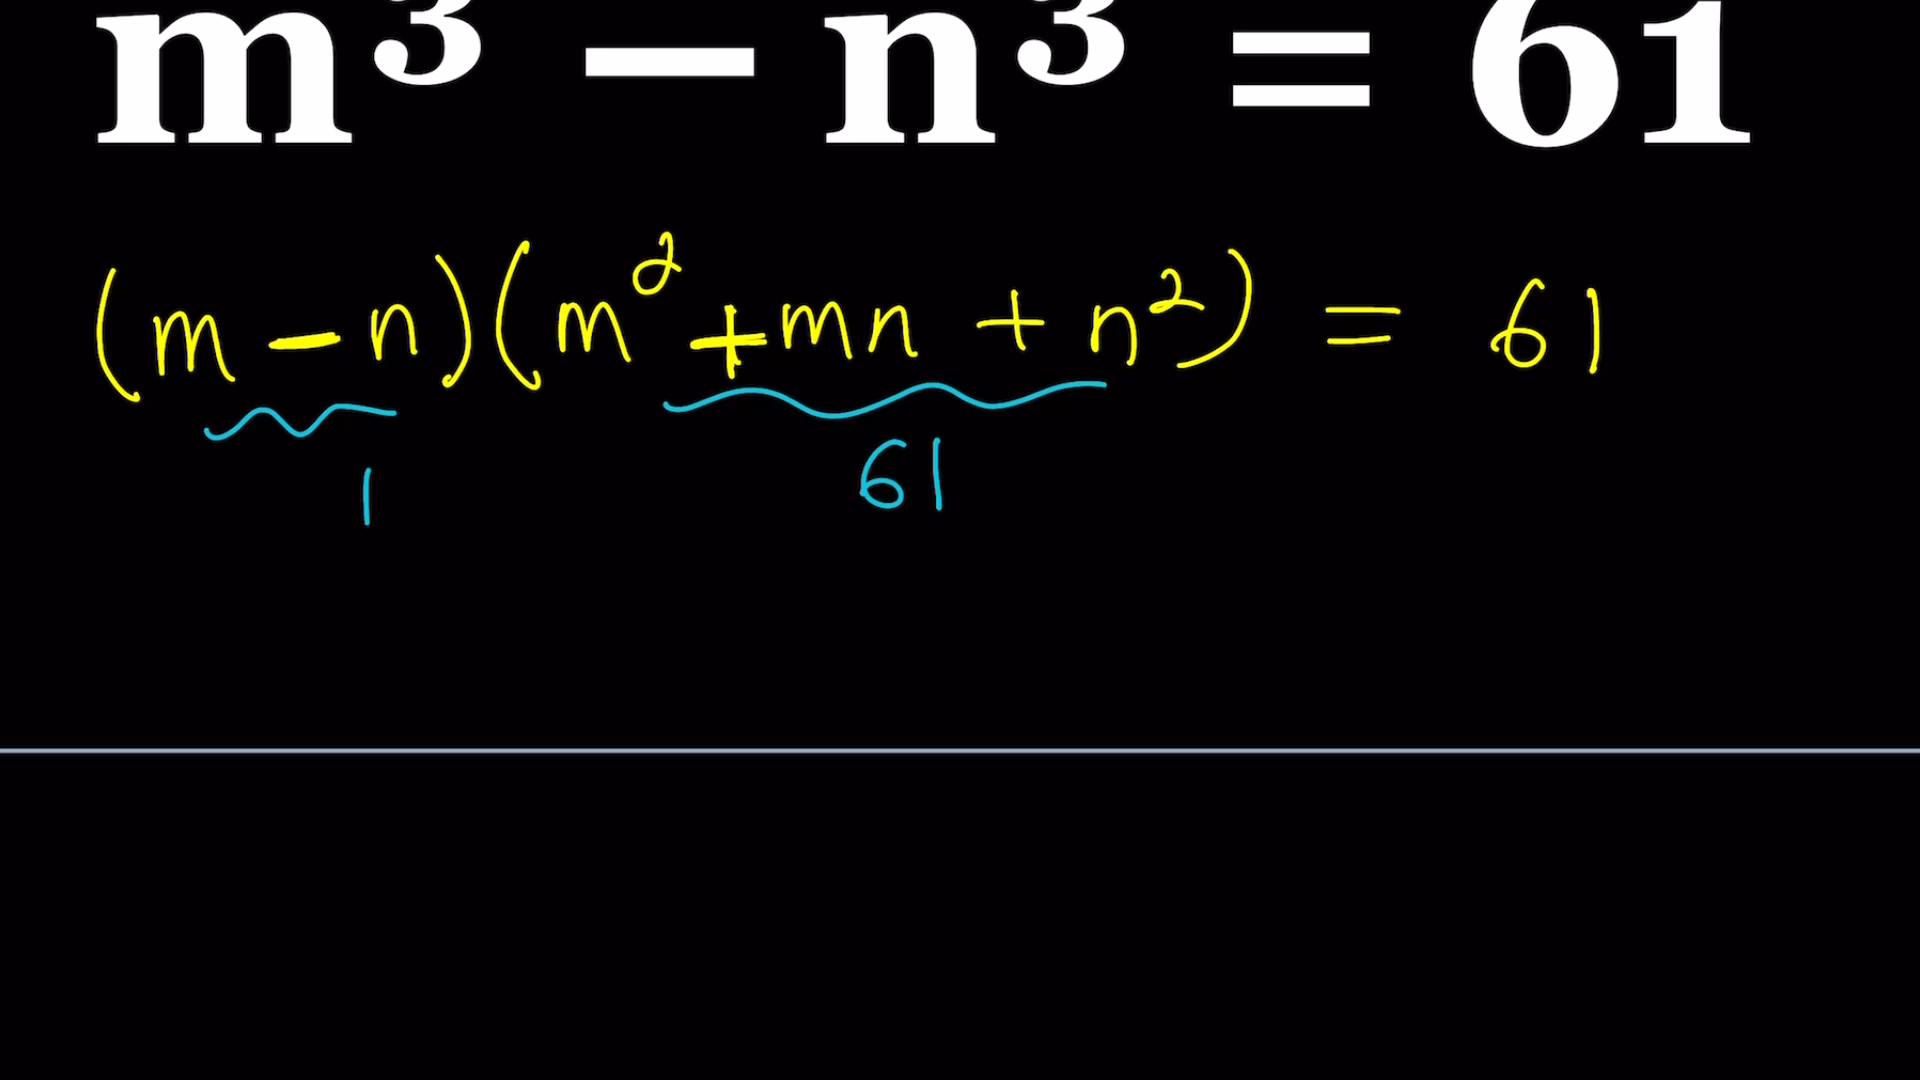 m³ – n³ = 61
(m – n)(m² + mn + n²) = 61
1 61